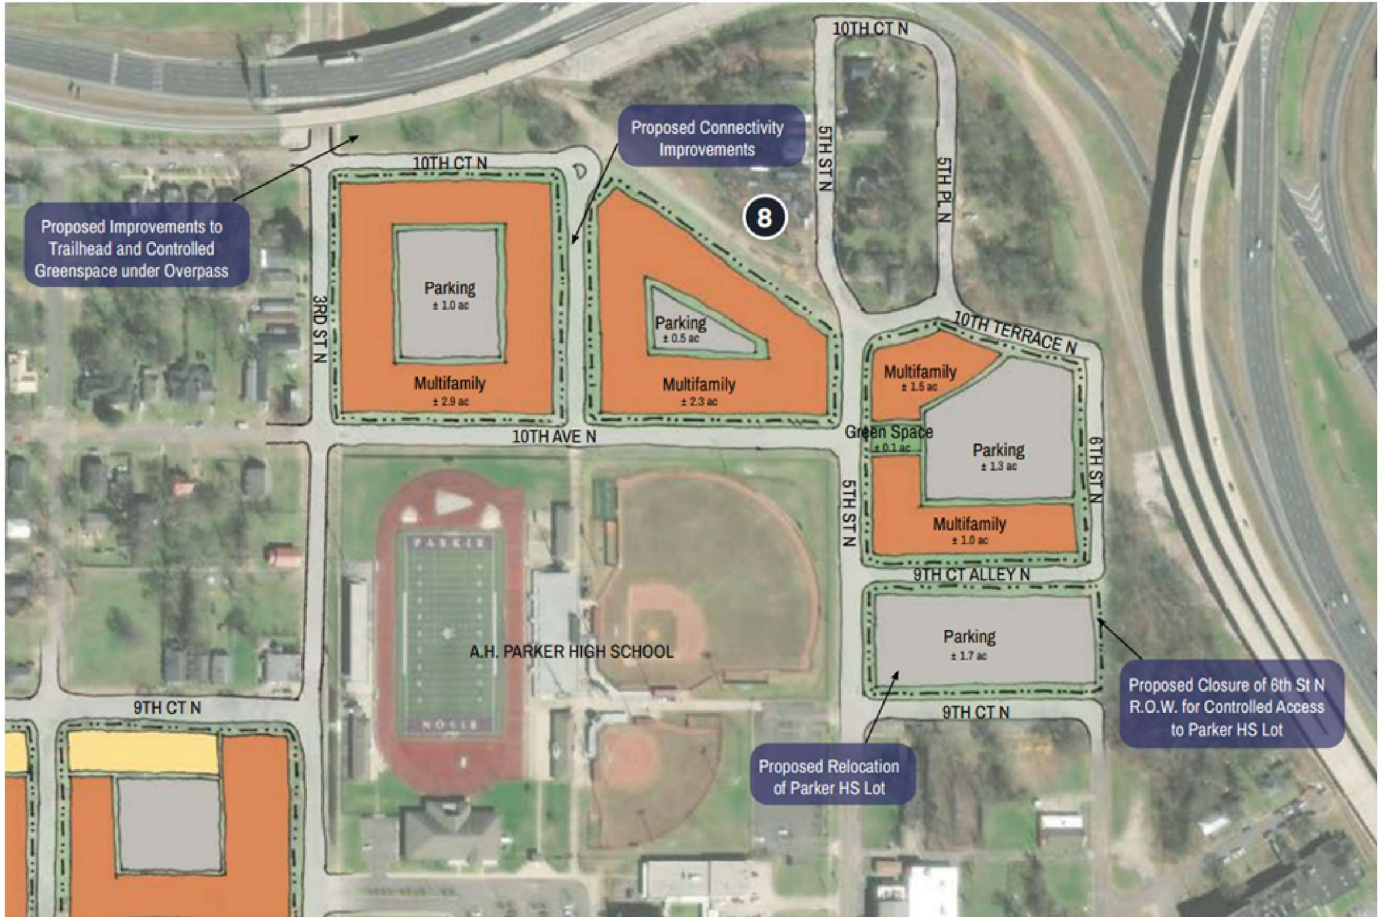 10TH CT N
Proposed Connectivity
Improvements
5TH ST N
5TH PL N
10TH CT N
8
Proposed Improvements to
Trailhead and Controlled
Greenspace under Overpass
3RD ST N
Parking
± 1.0 ac
Multifamily
± 2.9 ac
Parking
± 0.5 ac
Multifamily
± 2.3 ac
10TH TERRACE N
Multifamily
± 1.5 ac
Green Space
± 0.1 ac
Parking
± 1.3 ac
10TH AVE N
5TH ST N
6TH ST N
Multifamily
± 1.0 ac
PARKER
9TH CT ALLEY N
Parking
± 1.7 ac
A.H. PARKER HIGH SCHOOL
Proposed Closure of 6th St N
R.O.W. for Controlled Access
to Parker HS Lot
9TH CT N
9TH CT N
BISON
Proposed Relocation
of Parker HS Lot